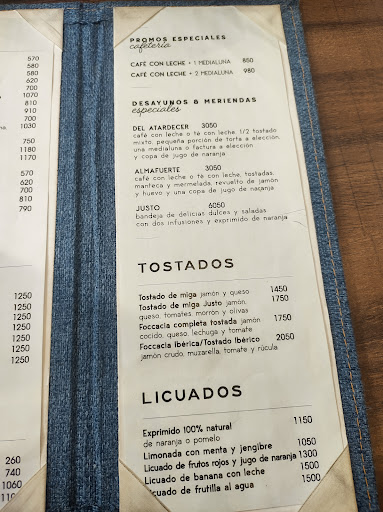 570
580
580
620
700
1070
810
910
700
1030
750
1180
1170
565
620
700
810
790
1250
1250
1250
1250
1250
1250
260
740
1060
PROMOS ESPECIALES
cafetería
CAFÉ CON LECHE + 1 MEDIALUNA 850
CAFÉ CON LECHE + 2 MEDIALUNA 980
DESAYUNOS & MERIENDAS
especiales
DEL ATARDECER 3050
café con leche o té con leche, 1/2 tostado
mixto, pequeña porción de torta a elección,
una medialuna o factura a elección
y copa de jugo de naranja
ALMAFUERTE 3050
café con leche o té con leche, tostadas,
manteca y mermelada, revuelto de jamón
y huevo y una copa de jugo de naranja
JUSTO 6050
bandeja de delicias dulces y saladas
con dos infusiones y exprimido de naranja
TOSTADOS
Tostado de miga jamón y queso 1450
Tostado de miga Justo jamón, 1750
queso, tomates, morron y olivas
Foccacia completa tostada jamón 1750
cocido, queso, lechuga y tomate
Foccacia Ibérica/Tostado Ibérico 2050
jamón crudo, muzarella, tomate y rúcula
LICUADOS
Exprimido 100% natural 1150
de naranja o pomelo
Limonada con menta y jengibre 1050
Licuado de frutos rojos y jugo de naranja 1300
Licuado de banana con leche 1500
Licuado de frutilla al agua 1500